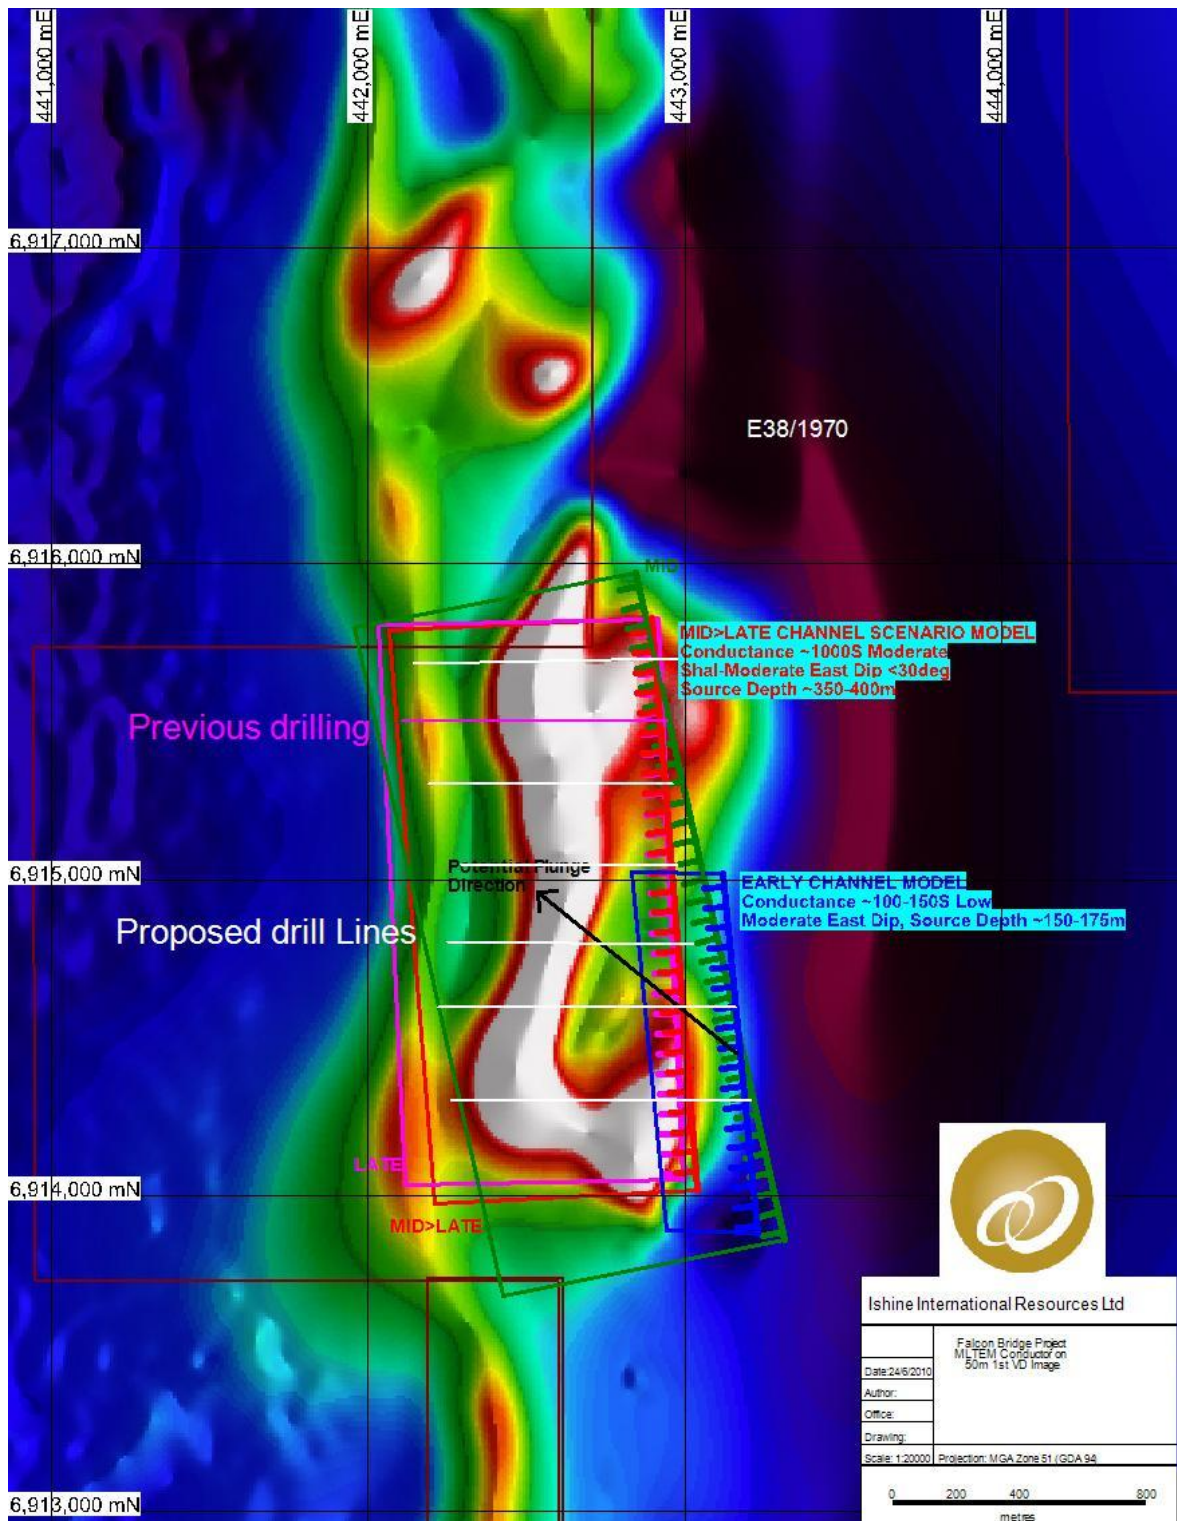 441,000 mE
442,000 mE
443,000 mE
444,000 mE
6,917,000 mN
E38/1970
6,916,000 mN
MID
MID>LATE CHANNEL SCENARIO MODEL
Conductance ~1000S Moderate
Shal-Moderate East Dip <30deg
Source Depth ~350-400m
Previous drilling
Potential Plunge
Direction
6,915,000 mN
EARLY CHANNEL MODEL
Conductance ~100-150S Low
Moderate East Dip, Source Depth ~150-175m
Proposed drill Lines
LATE
6,914,000 mN
MID>LATE
Ishine International Resources Ltd
Falcon Bridge Project
MLTEM Conductor on
50m 1st VD Image
Date:24/6/2010
Author:
Office:
Drawing:
Scale: 1:20000 Projection: MGA Zone 51 (GDA 94)
0 200 400 800
metres
6,913,000 mN